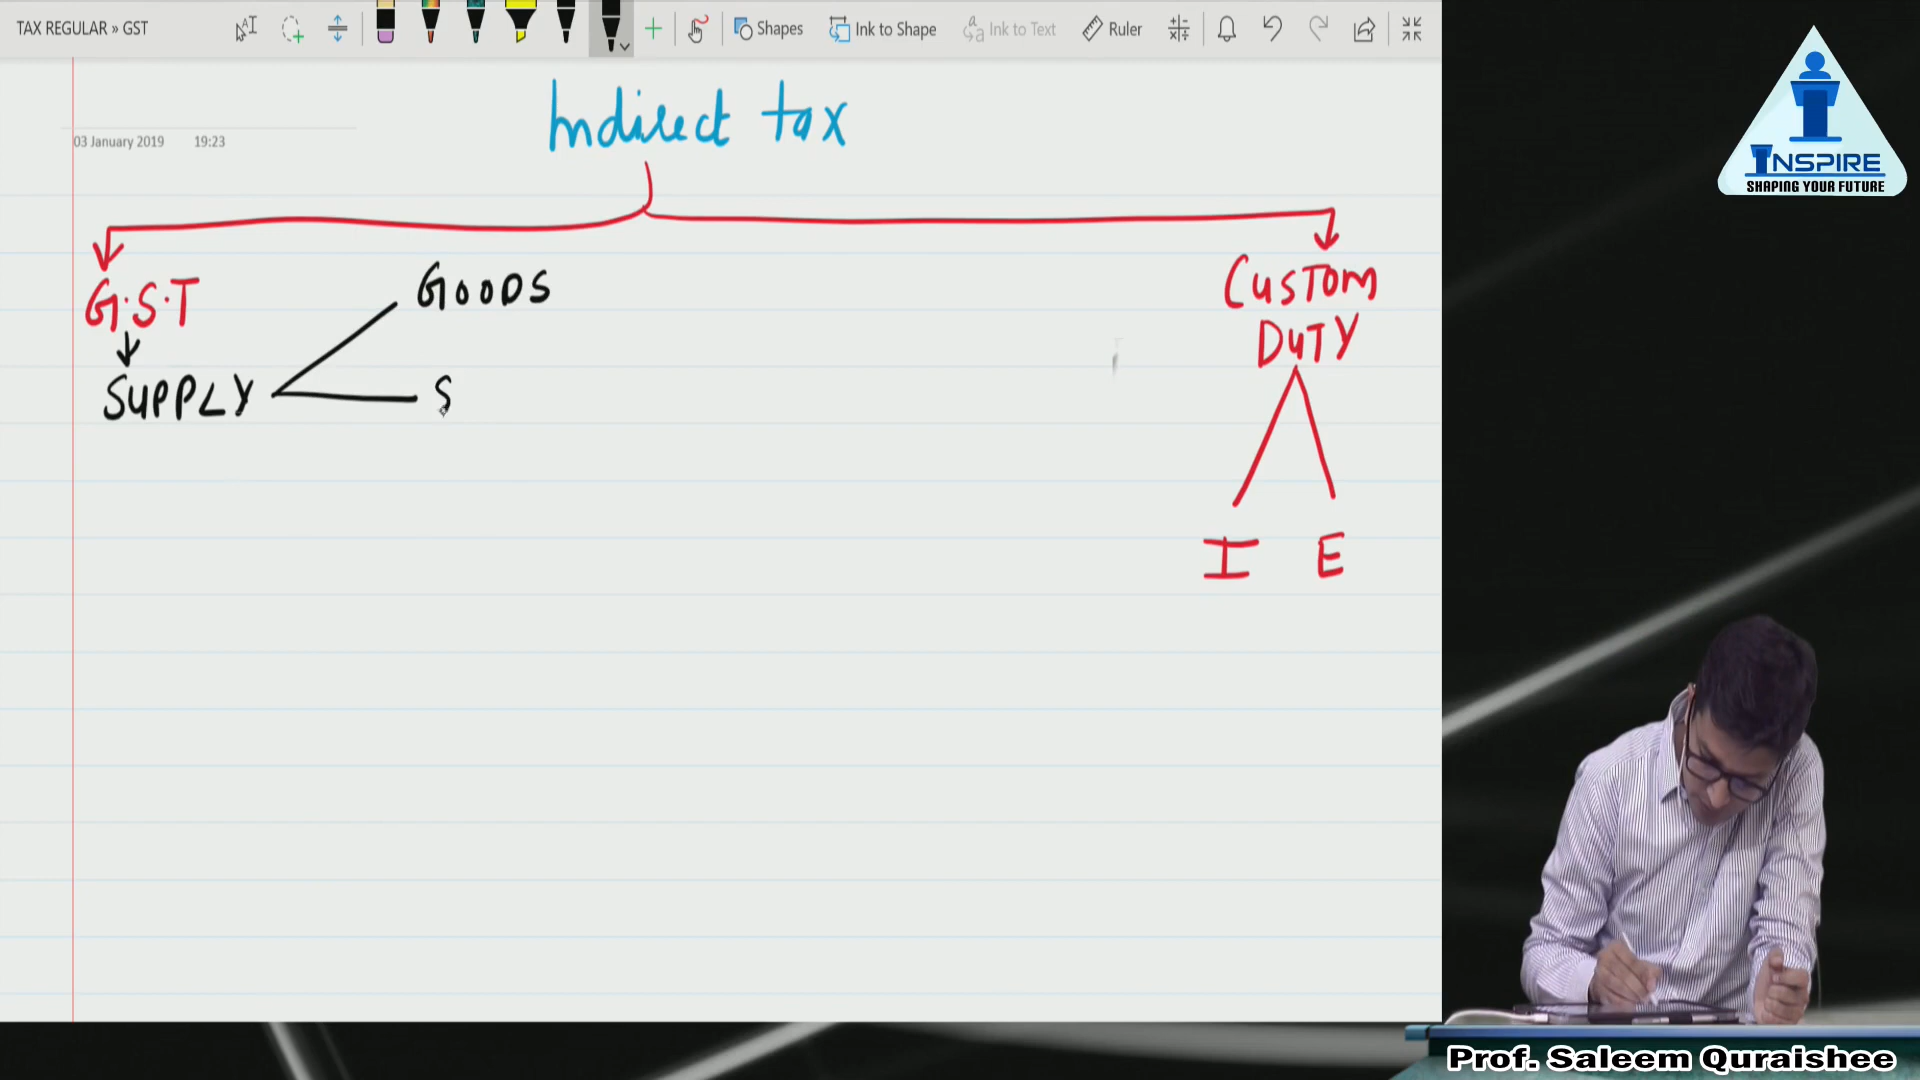 TAX REGULAR » GST
Shapes
Ink to Shape
Ink to Text
Ruler
Indirect tax
03 January 2019 19:23
G.S.T
GOODS
SUPPLY
S
CUSTOM
DUTY
I E
INSPIRE
SHAPING YOUR FUTURE
Prof. Saleem Quraishee